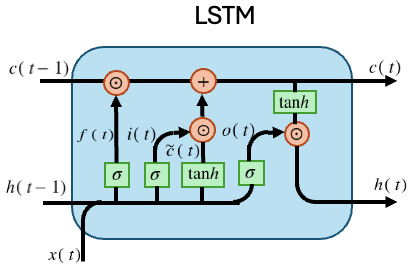 LSTM
c(t−1)
⊙
+
c(t)
tanh
f(t)
i(t)
⊙
o(t)
⊙
c̃(t)
σ
σ
tanh
σ
h(t−1)
h(t)
x(t)